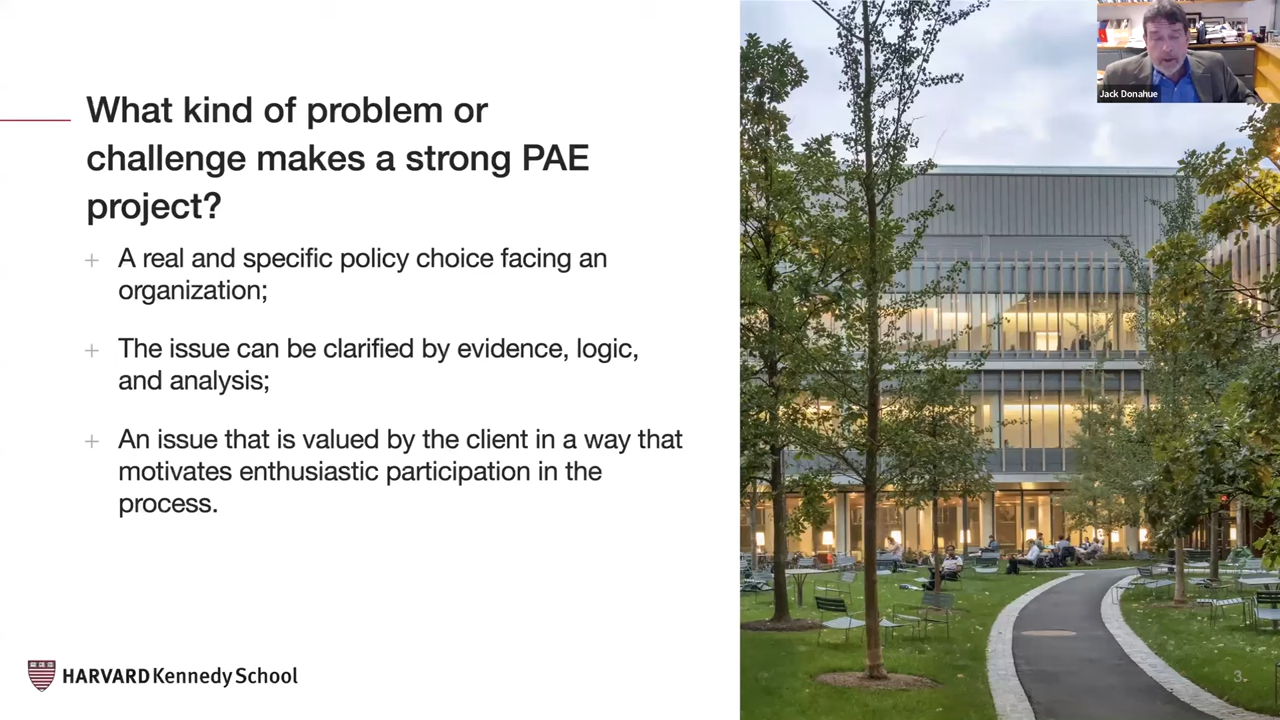 Jack Donahue
What kind of problem or
challenge makes a strong PAE
project?
+ A real and specific policy choice facing an
organization;
+ The issue can be clarified by evidence, logic,
and analysis;
+ An issue that is valued by the client in a way that
motivates enthusiastic participation in the
process.
HARVARD Kennedy School
3